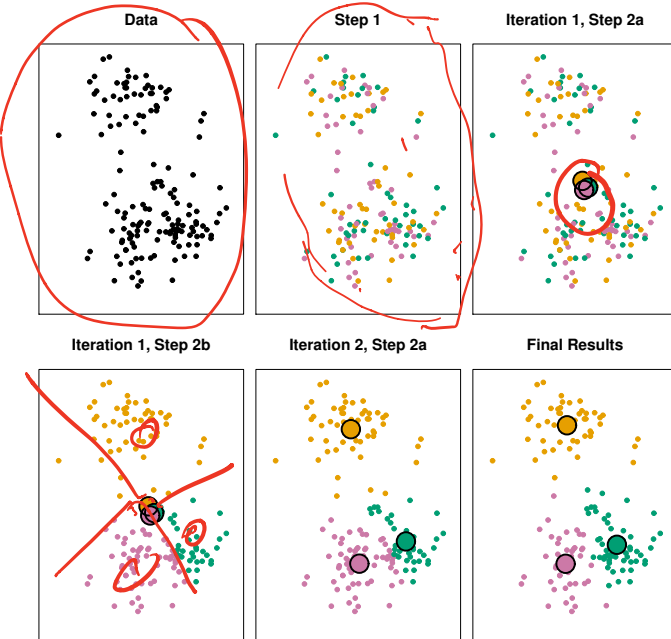 Data
Step 1
Iteration 1, Step 2a
Iteration 1, Step 2b
Iteration 2, Step 2a
Final Results